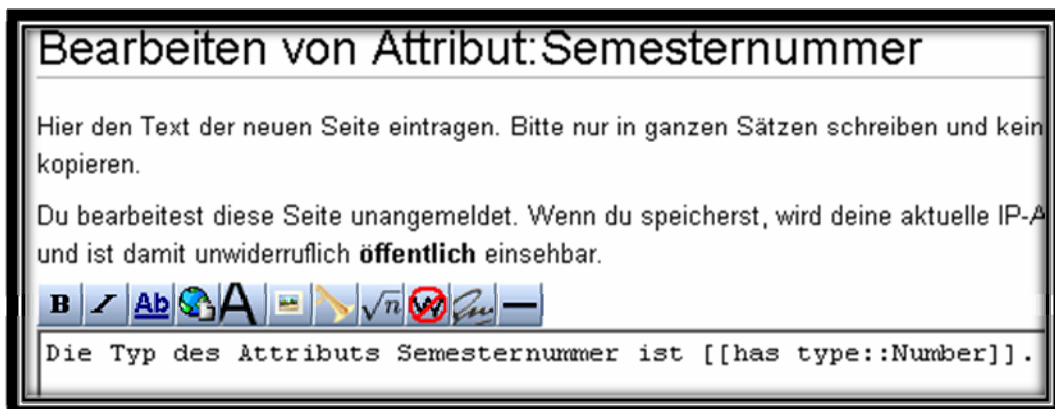 Bearbeiten von Attribut:Semesternummer
Hier den Text der neuen Seite eintragen. Bitte nur in ganzen Sätzen schreiben und kein
kopieren.
Du bearbeitest diese Seite unangemeldet. Wenn du speicherst, wird deine aktuelle IP-A
und ist damit unwiderruflich öffentlich einsehbar.
B I Ab A √n W
Die Typ des Attributs Semesternummer ist [[has type::Number]].